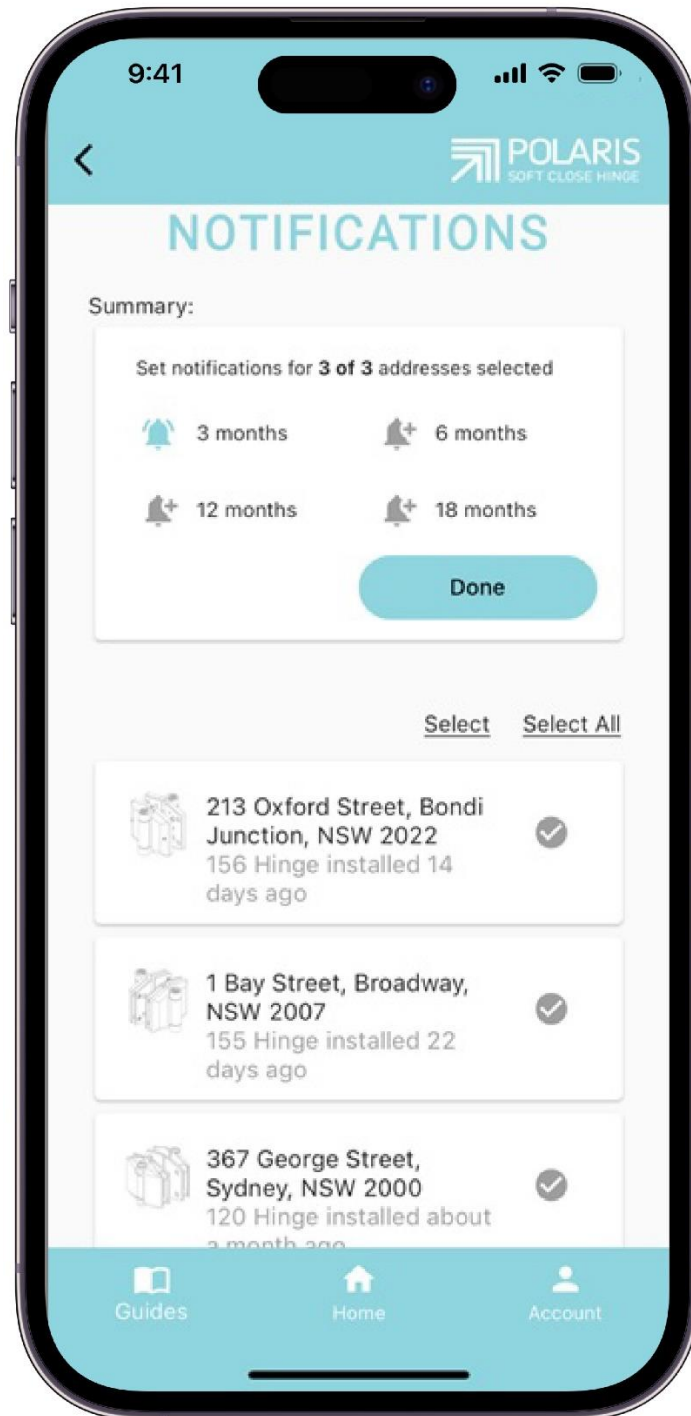 9:41
POLARIS
SOFT CLOSE HINGE
NOTIFICATIONS
Summary:
Set notifications for 3 of 3 addresses selected
3 months
6 months
12 months
18 months
Done
Select
Select All
213 Oxford Street, Bondi
Junction, NSW 2022
156 Hinge installed 14
days ago
1 Bay Street, Broadway,
NSW 2007
155 Hinge installed 22
days ago
367 George Street,
Sydney, NSW 2000
120 Hinge installed about
a month ago
Guides
Home
Account